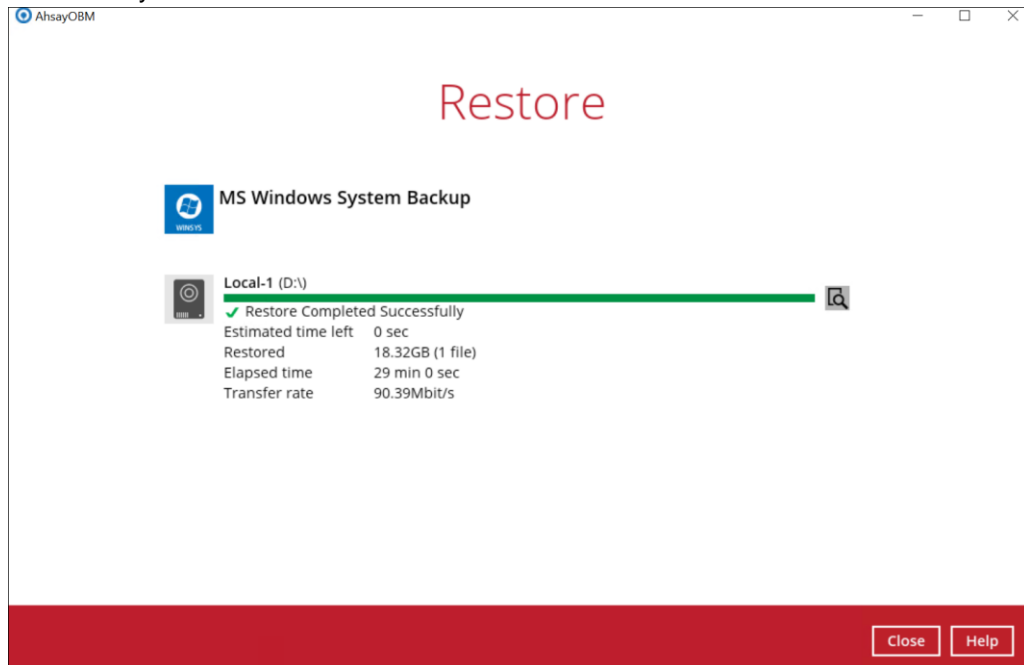 AhsayOBM
Restore
WINSYS
MS Windows System Backup
Local-1 (D:\)
Restore Completed Successfully
Estimated time left 0 sec
Restored 18.32GB (1 file)
Elapsed time 29 min 0 sec
Transfer rate 90.39Mbit/s
Close Help